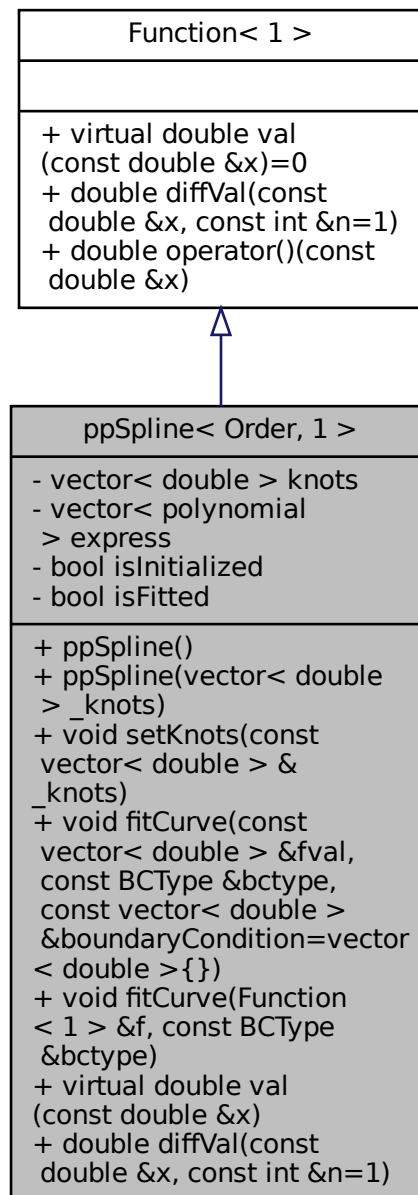 Function< 1 >
+ virtual double val
(const double &x)=0
+ double diffVal(const
double &x, const int &n=1)
+ double operator()(const
double &x)
ppSpline< Order, 1 >
- vector< double > knots
- vector< polynomial
> express
- bool isInitialized
- bool isFitted
+ ppSpline()
+ ppSpline(vector< double
> _knots)
+ void setKnots(const
vector< double > &
_knots)
+ void fitCurve(const
vector< double > &fval,
const BCType &bctype,
const vector< double >
&boundaryCondition=vector
< double >{})
+ void fitCurve(Function
< 1 > &f, const BCType
&bctype)
+ virtual double val
(const double &x)
+ double diffVal(const
double &x, const int &n=1)